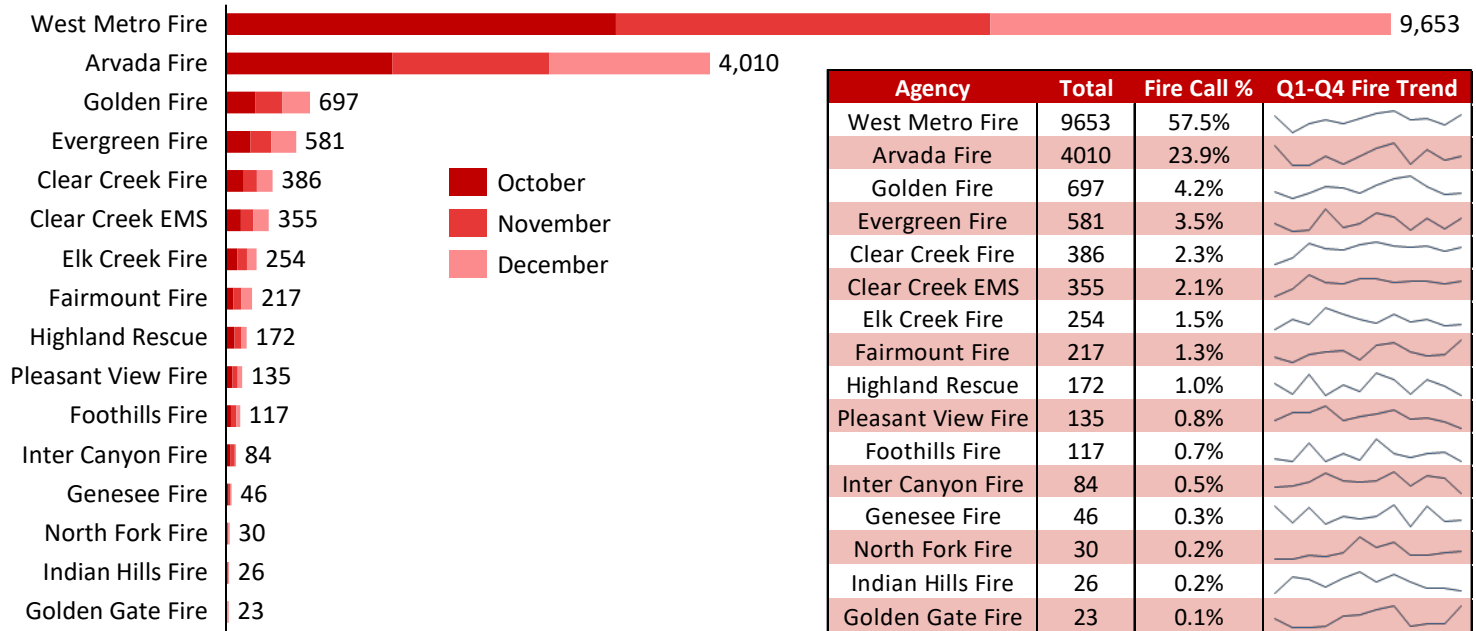 West Metro Fire 9,653
Arvada Fire 4,010
Golden Fire 697
Evergreen Fire 581
Clear Creek Fire 386
Clear Creek EMS 355
Elk Creek Fire 254
Fairmount Fire 217
Highland Rescue 172
Pleasant View Fire 135
Foothills Fire 117
Inter Canyon Fire 84
Genesee Fire 46
North Fork Fire 30
Indian Hills Fire 26
Golden Gate Fire 23
October
November
December
Agency Total Fire Call % Q1-Q4 Fire Trend
West Metro Fire 9653 57.5%
Arvada Fire 4010 23.9%
Golden Fire 697 4.2%
Evergreen Fire 581 3.5%
Clear Creek Fire 386 2.3%
Clear Creek EMS 355 2.1%
Elk Creek Fire 254 1.5%
Fairmount Fire 217 1.3%
Highland Rescue 172 1.0%
Pleasant View Fire 135 0.8%
Foothills Fire 117 0.7%
Inter Canyon Fire 84 0.5%
Genesee Fire 46 0.3%
North Fork Fire 30 0.2%
Indian Hills Fire 26 0.2%
Golden Gate Fire 23 0.1%